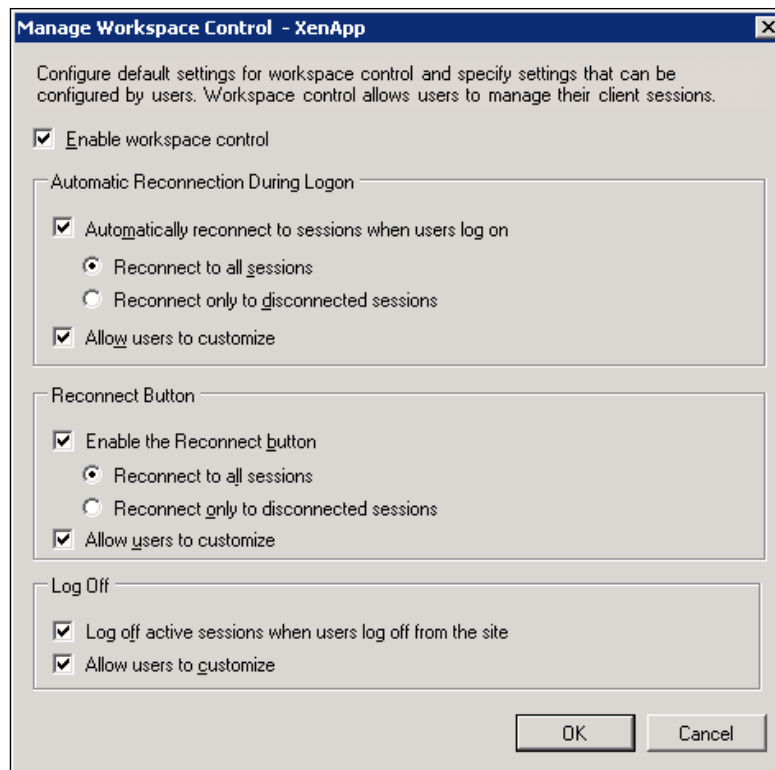 Manage Workspace Control - XenApp
Configure default settings for workspace control and specify settings that can be
configured by users. Workspace control allows users to manage their client sessions.
Enable workspace control
Automatic Reconnection During Logon
Automatically reconnect to sessions when users log on
Reconnect to all sessions
Reconnect only to disconnected sessions
Allow users to customize
Reconnect Button
Enable the Reconnect button
Reconnect to all sessions
Reconnect only to disconnected sessions
Allow users to customize
Log Off
Log off active sessions when users log off from the site
Allow users to customize
OK Cancel